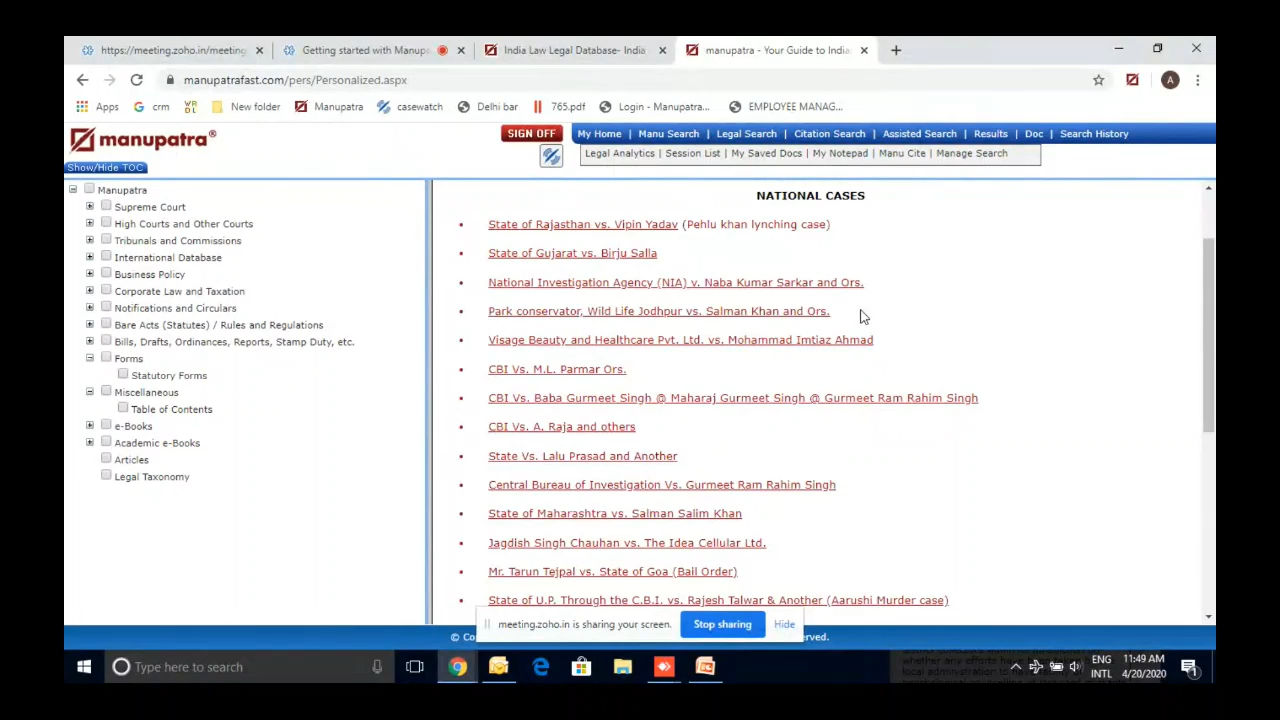 https://meeting.zoho.in/meeting
Getting started with Manupa
India Law Legal Database- India
manupatra - Your Guide to India
manupatrafast.com/pers/Personalized.aspx
A
Apps
crm
New folder
Manupatra
casewatch
Delhi bar
765.pdf
Login - Manupatra...
EMPLOYEE MANAG...
manupatra®
SIGN OFF
My Home | Manu Search | Legal Search | Citation Search | Assisted Search | Results | Doc | Search History
Legal Analytics | Session List | My Saved Docs | My Notepad | Manu Cite | Manage Search
Show/Hide TOC
Manupatra
Supreme Court
High Courts and Other Courts
Tribunals and Commissions
International Database
Business Policy
Corporate Law and Taxation
Notifications and Circulars
Bare Acts (Statutes) / Rules and Regulations
Bills, Drafts, Ordinances, Reports, Stamp Duty, etc.
Forms
Statutory Forms
Miscellaneous
Table of Contents
e-Books
Academic e-Books
Articles
Legal Taxonomy
NATIONAL CASES
• State of Rajasthan vs. Vipin Yadav (Pehlu khan lynching case)
• State of Gujarat vs. Birju Salla
• National Investigation Agency (NIA) v. Naba Kumar Sarkar and Ors.
• Park conservator, Wild Life Jodhpur vs. Salman Khan and Ors.
• Visage Beauty and Healthcare Pvt. Ltd. vs. Mohammad Imtiaz Ahmad
• CBI Vs. M.L. Parmar Ors.
• CBI Vs. Baba Gurmeet Singh @ Maharaj Gurmeet Singh @ Gurmeet Ram Rahim Singh
• CBI Vs. A. Raja and others
• State Vs. Lalu Prasad and Another
• Central Bureau of Investigation Vs. Gurmeet Ram Rahim Singh
• State of Maharashtra vs. Salman Salim Khan
• Jagdish Singh Chauhan vs. The Idea Cellular Ltd.
• Mr. Tarun Tejpal vs. State of Goa (Bail Order)
• State of U.P. Through the C.B.I. vs. Rajesh Talwar & Another (Aarushi Murder case)
meeting.zoho.in is sharing your screen.
Stop sharing
Hide
© Co
erved.
Type here to search
ENG
INTL
11:49 AM
4/20/2020
1